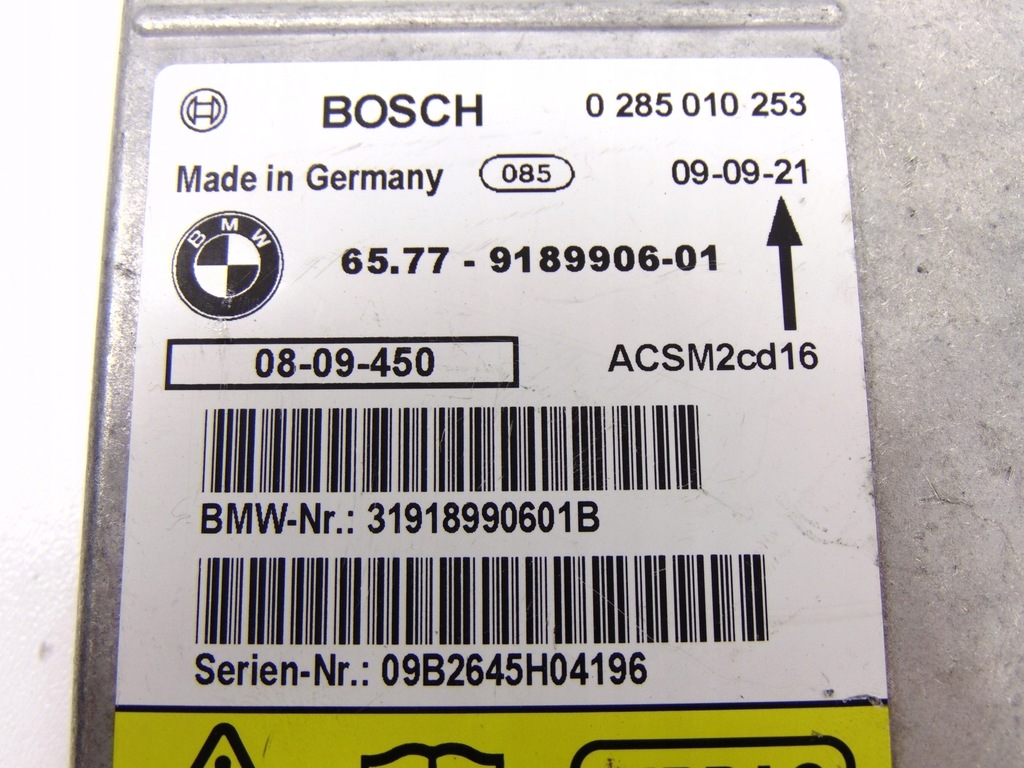 BOSCH 0 285 010 253
Made in Germany 085 09-09-21
BMW 65.77 - 9189906-01
08-09-450 ACSM2cd16
BMW-Nr.: 31918990601B
Serien-Nr.: 09B2645H04196